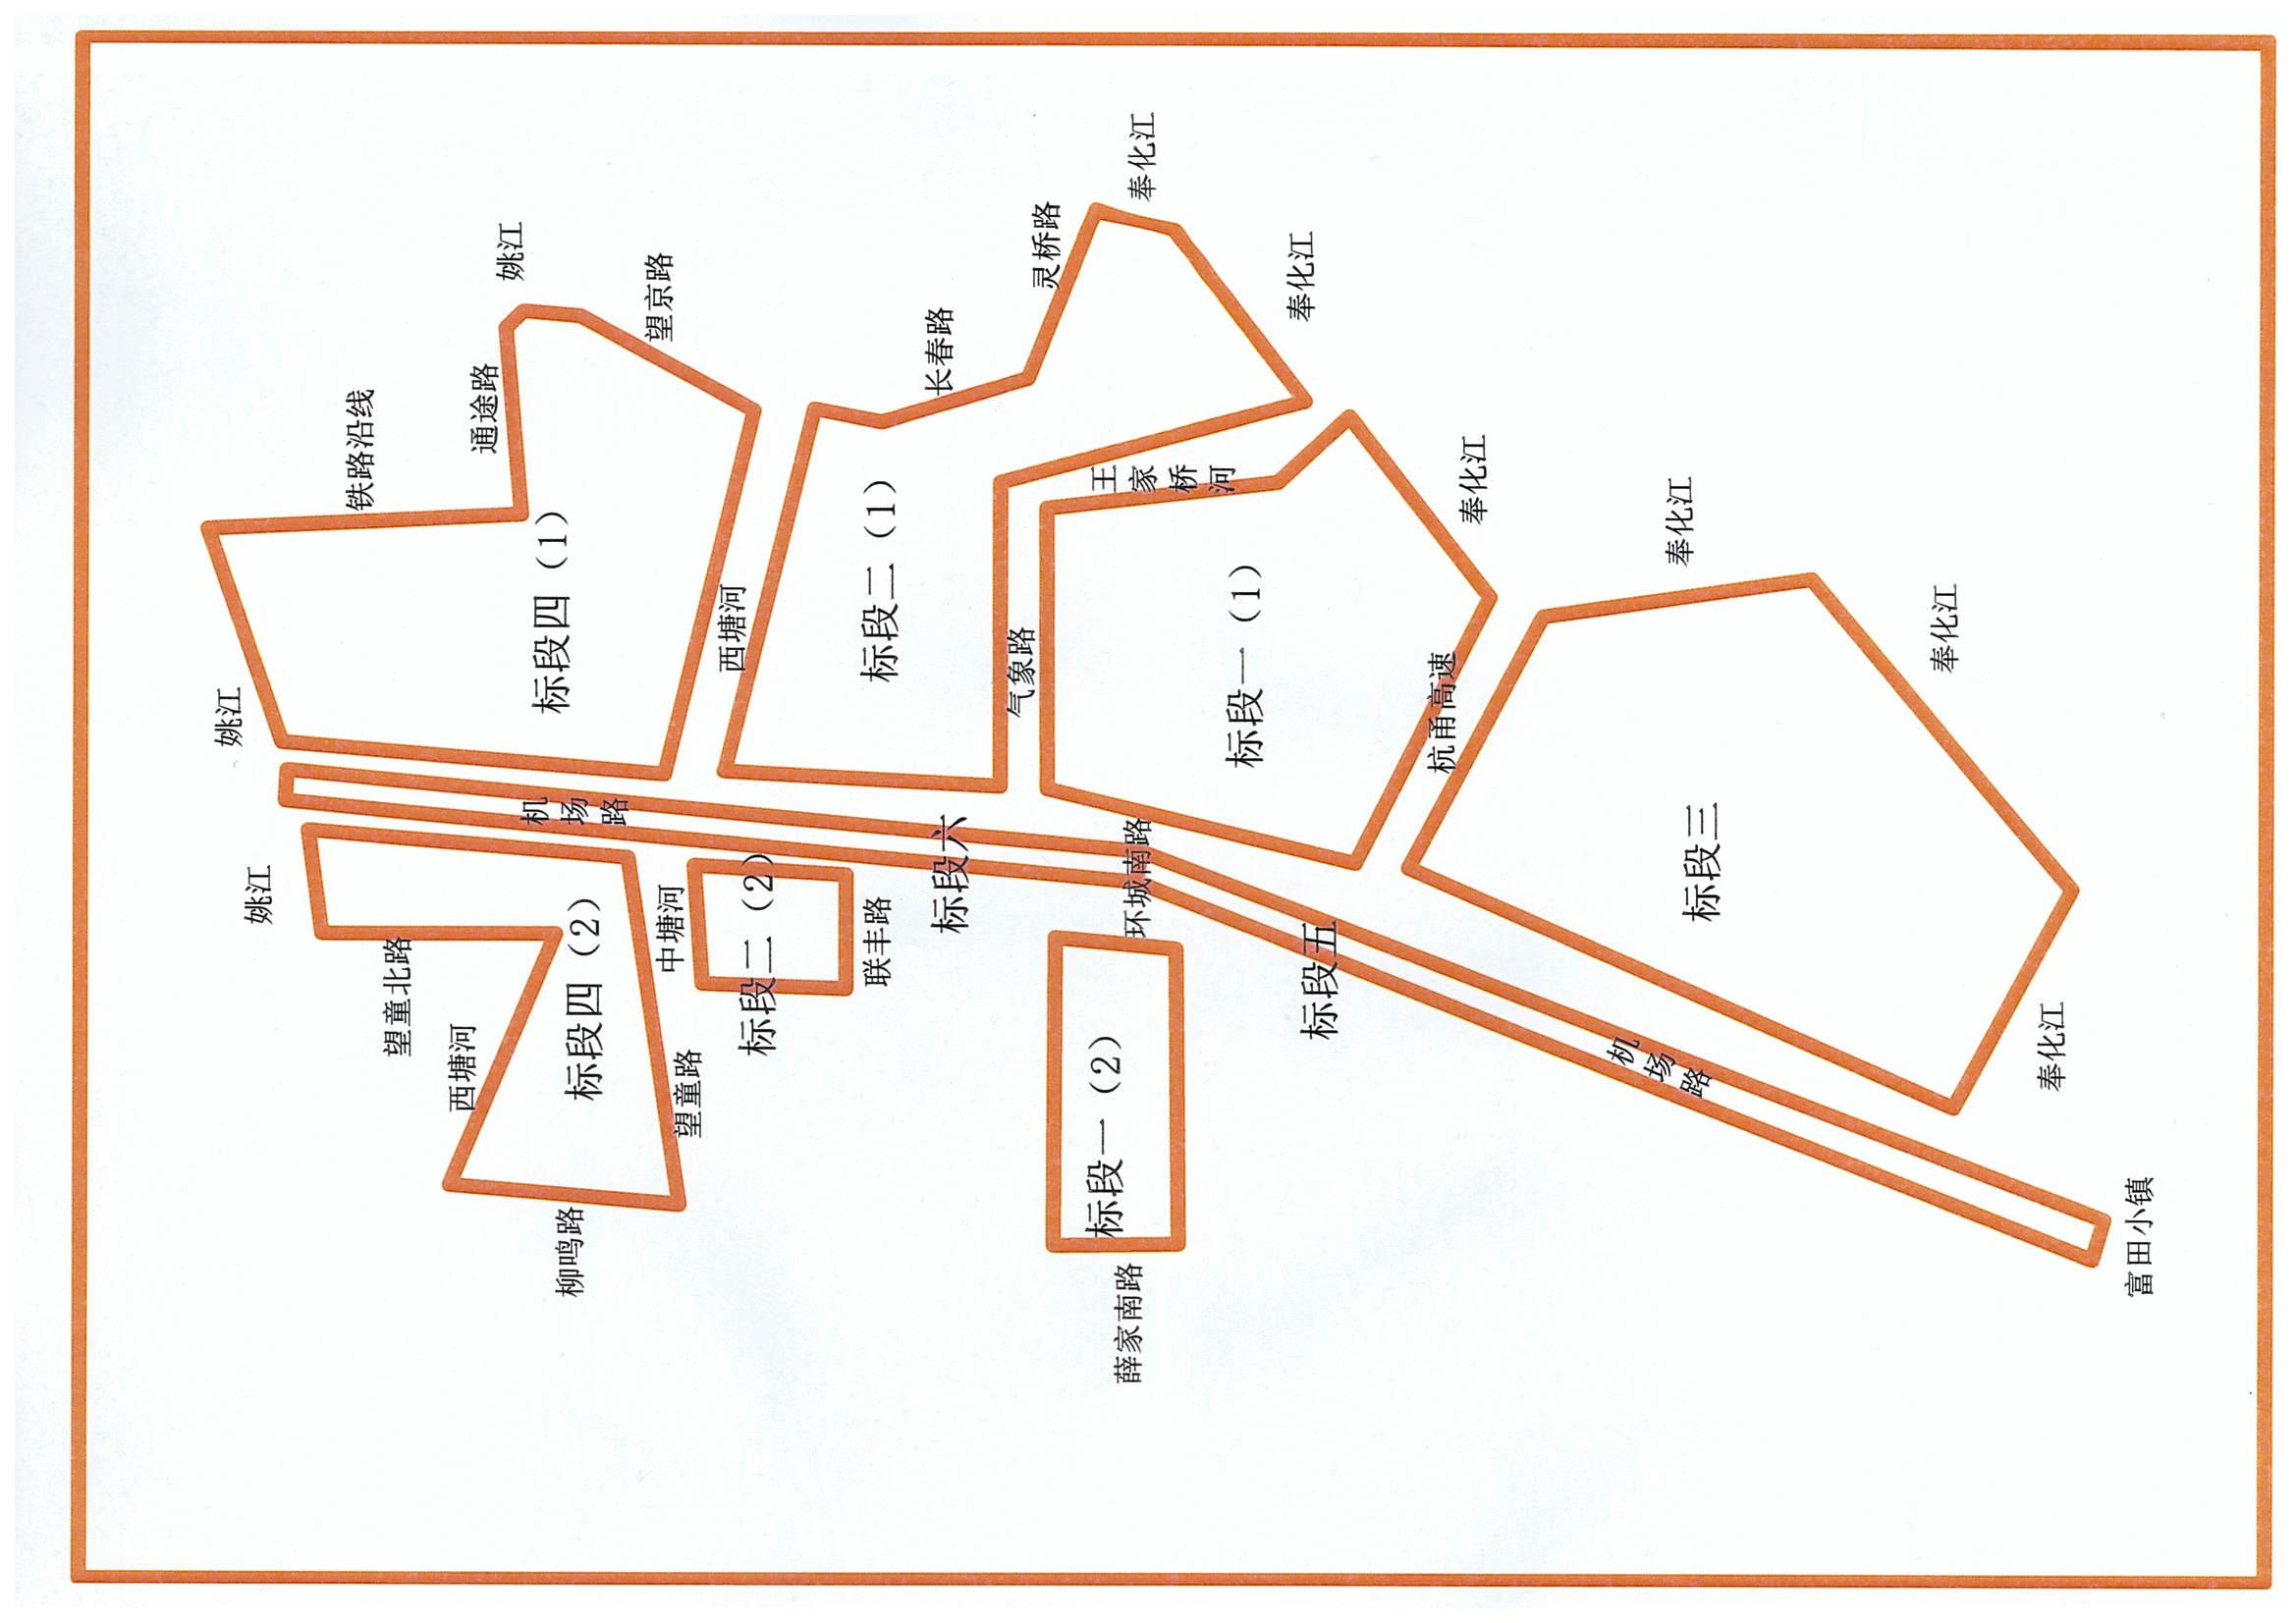 姚江
姚江
铁路沿线
望童北路
西塘河
通途路
姚江
机场路
标段四（1）
柳鸣路
标段四（2）
望京路
中塘河
望童路
西塘河
标段二（2）
联丰路
标段二（1）
长春路
标段六
气象路
灵桥路
标段一（2）
薛家南路
环城南路
奉化江
王家桥河
标段一（1）
奉化江
标段五
杭甬高速
奉化江
机场路
奉化江
标段三
奉化江
奉化江
富田小镇